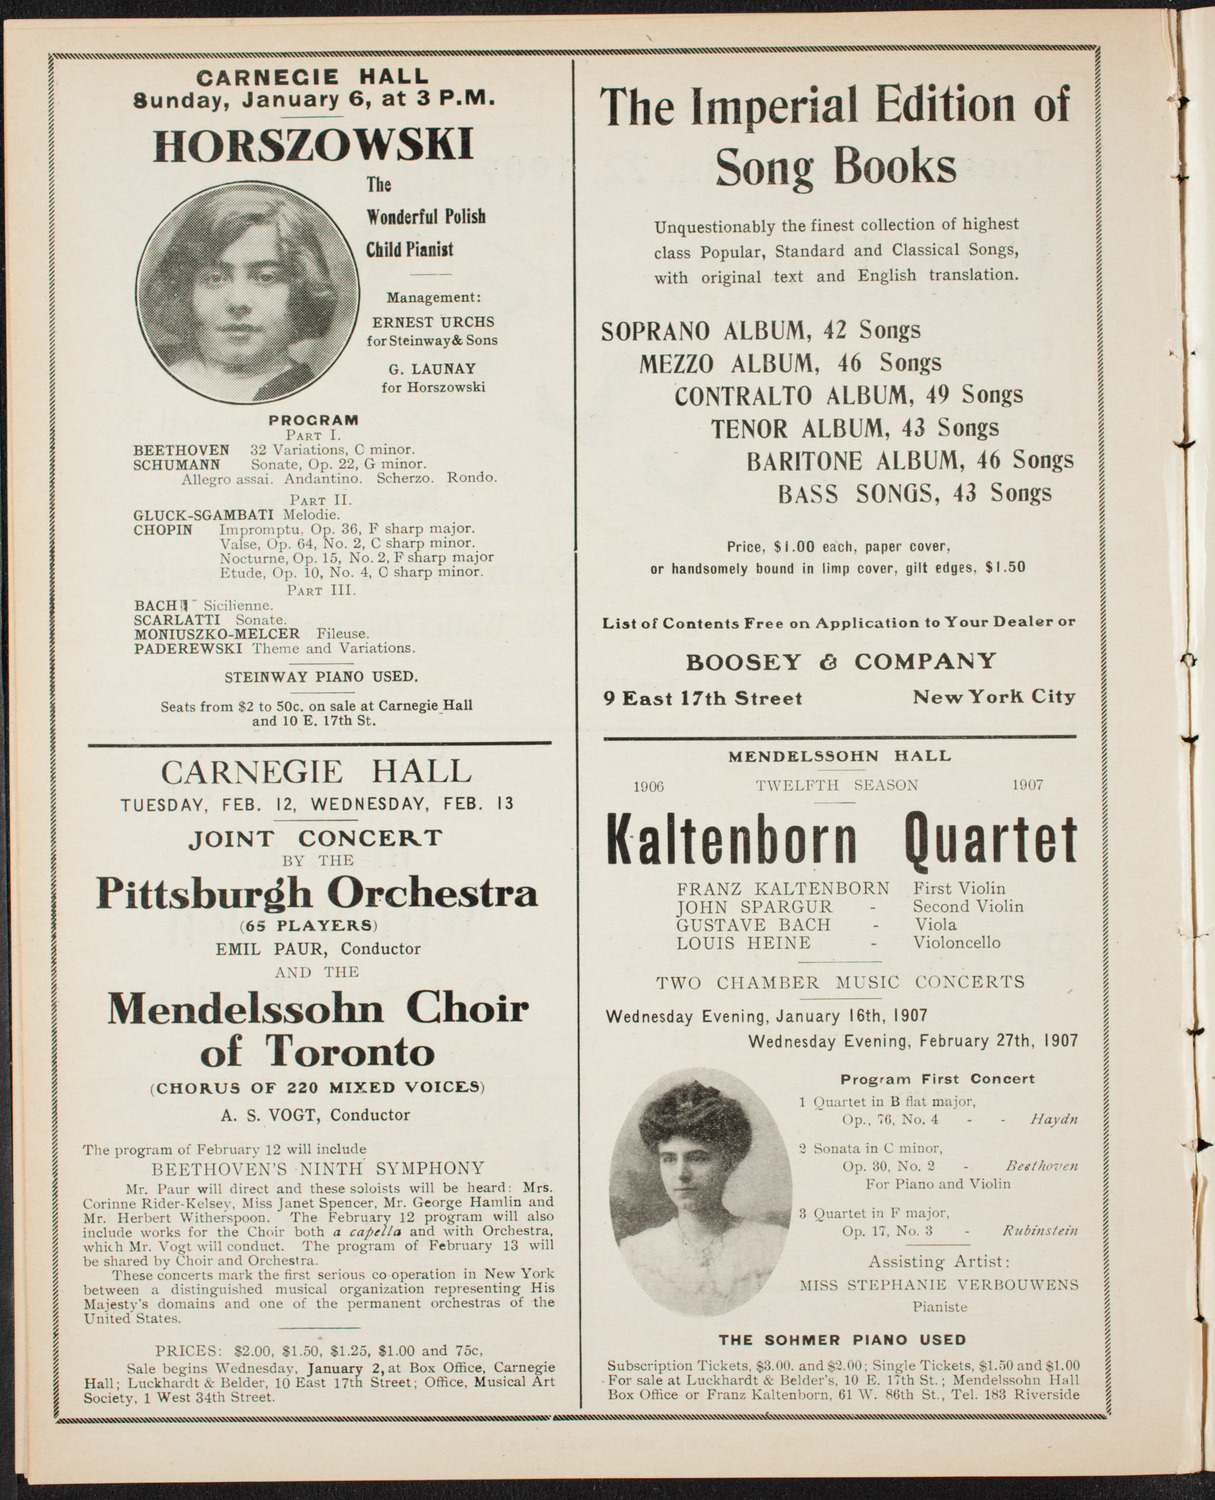 CARNEGIE HALL
Sunday, January 6, at 3 P.M.
HORSZOWSKI
The
Wonderful Polish
Child Pianist
Management:
ERNEST URCHS
for Steinway & Sons
G. LAUNAY
for Horszowski
PROGRAM
PART I.
BEETHOVEN 32 Variations, C minor.
SCHUMANN Sonate, Op. 22, G minor.
Allegro assai. Andantino. Scherzo. Rondo.
PART II.
GLUCK-SGAMBATI Melodie.
CHOPIN Impromptu, Op. 36, F sharp major.
Valse, Op. 64, No. 2, C sharp minor.
Nocturne, Op. 15, No. 2, F sharp major
Etude, Op. 10, No. 4, C sharp minor.
PART III.
BACH Sicilienne.
SCARLATTI Sonate.
MONIUSZKO-MELCER Fileuse.
PADEREWSKI Theme and Variations.
STEINWAY PIANO USED.
Seats from $2 to 50c. on sale at Carnegie Hall
and 10 E. 17th St.
CARNEGIE HALL
TUESDAY, FEB. 12, WEDNESDAY, FEB. 13
JOINT CONCERT
BY THE
Pittsburgh Orchestra
(65 PLAYERS)
EMIL PAUR, Conductor
AND THE
Mendelssohn Choir
of Toronto
(CHORUS OF 220 MIXED VOICES)
A. S. VOGT, Conductor
The program of February 12 will include
BEETHOVEN'S NINTH SYMPHONY
Mr. Paur will direct and these soloists will be heard: Mrs.
Corinne Rider-Kelsey, Miss Janet Spencer, Mr. George Hamlin and
Mr. Herbert Witherspoon. The February 12 program will also
include works for the Choir both a capella and with Orchestra,
which Mr. Vogt will conduct. The program of February 13 will
be shared by Choir and Orchestra.
These concerts mark the first serious co-operation in New York
between a distinguished musical organization representing His
Majesty's domains and one of the permanent orchestras of the
United States.
PRICES: $2.00, $1.50, $1.25, $1.00 and 75c,
Sale begins Wednesday, January 2, at Box Office, Carnegie
Hall; Luckhardt & Belder, 10 East 17th Street; Office, Musical Art
Society, 1 West 34th Street.
The Imperial Edition of
Song Books
Unquestionably the finest collection of highest
class Popular, Standard and Classical Songs,
with original text and English translation.
SOPRANO ALBUM, 42 Songs
MEZZO ALBUM, 46 Songs
CONTRALTO ALBUM, 49 Songs
TENOR ALBUM, 43 Songs
BARITONE ALBUM, 46 Songs
BASS SONGS, 43 Songs
Price, $1.00 each, paper cover,
or handsomely bound in limp cover, gilt edges, $1.50
List of Contents Free on Application to Your Dealer or
BOOSEY & COMPANY
9 East 17th Street New York City
MENDELSSOHN HALL
1906 TWELFTH SEASON 1907
Kaltenborn Quartet
FRANZ KALTENBORN First Violin
JOHN SPARGUR - Second Violin
GUSTAVE BACH - Viola
LOUIS HEINE - Violoncello
TWO CHAMBER MUSIC CONCERTS
Wednesday Evening, January 16th, 1907
Wednesday Evening, February 27th, 1907
Program First Concert
1 Quartet in B flat major,
Op., 76, No. 4 - - Haydn
2 Sonata in C minor,
Op. 30, No. 2 - Beethoven
For Piano and Violin
3 Quartet in F major,
Op. 17, No. 3 - Rubinstein
Assisting Artist:
MISS STEPHANIE VERBOUWENS
Pianiste
THE SOHMER PIANO USED
Subscription Tickets, $3.00. and $2.00; Single Tickets, $1.50 and $1.00
For sale at Luckhardt & Belder's, 10 E. 17th St.; Mendelssohn Hall
Box Office or Franz Kaltenborn, 61 W. 86th St., Tel. 183 Riverside